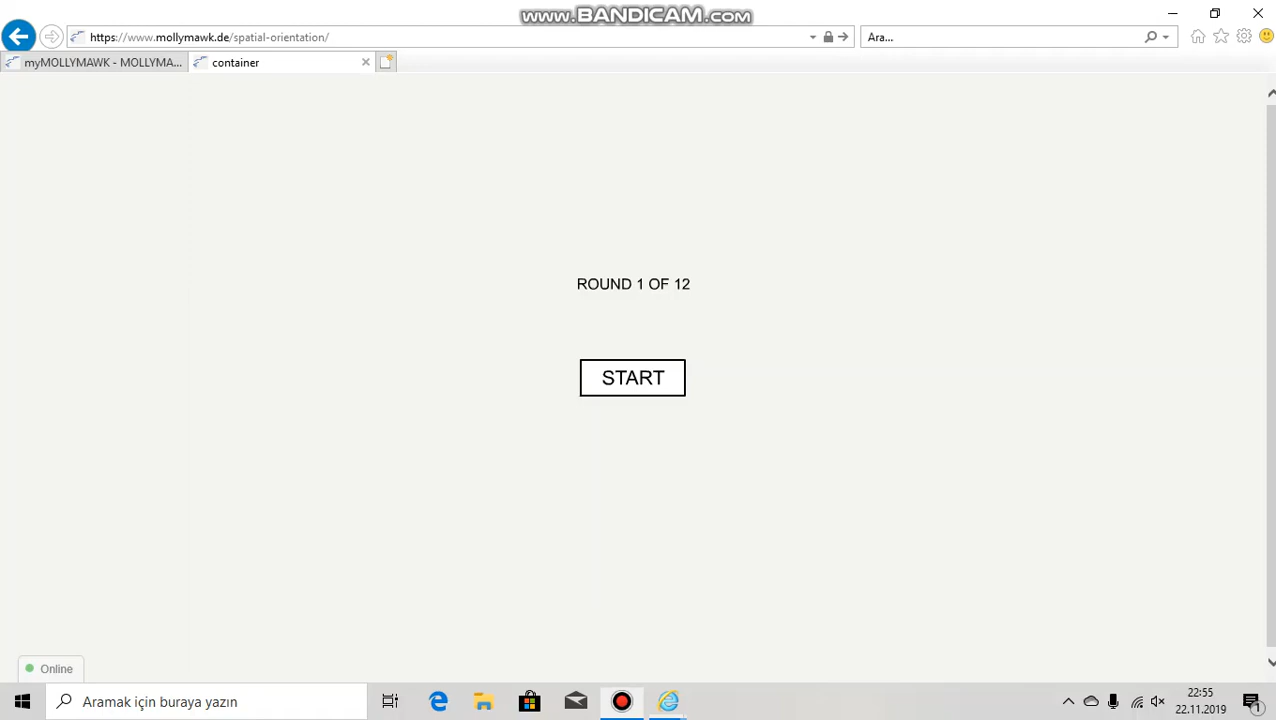 www.BANDICAM.com
https://www.mollymawk.de/spatial-orientation/
Ara...
myMOLLYMAWK - MOLLYMA...
container
ROUND 1 OF 12
START
Online
Aramak için buraya yazın
22:55
22.11.2019
1